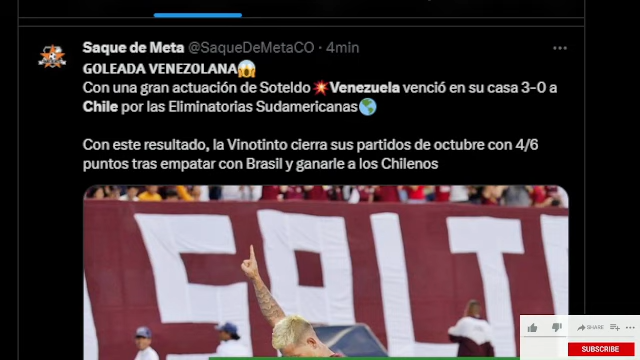 Saque de Meta @SaqueDeMetaCO · 4min
GOLEADA VENEZOLANA😱
Con una gran actuación de Soteldo 💥Venezuela venció en su casa 3-0 a
Chile por las Eliminatorias Sudamericanas🌎
Con este resultado, la Vinotinto cierra sus partidos de octubre con 4/6
puntos tras empatar con Brasil y ganarle a los Chilenos
SALT
SHARE
SUBSCRIBE